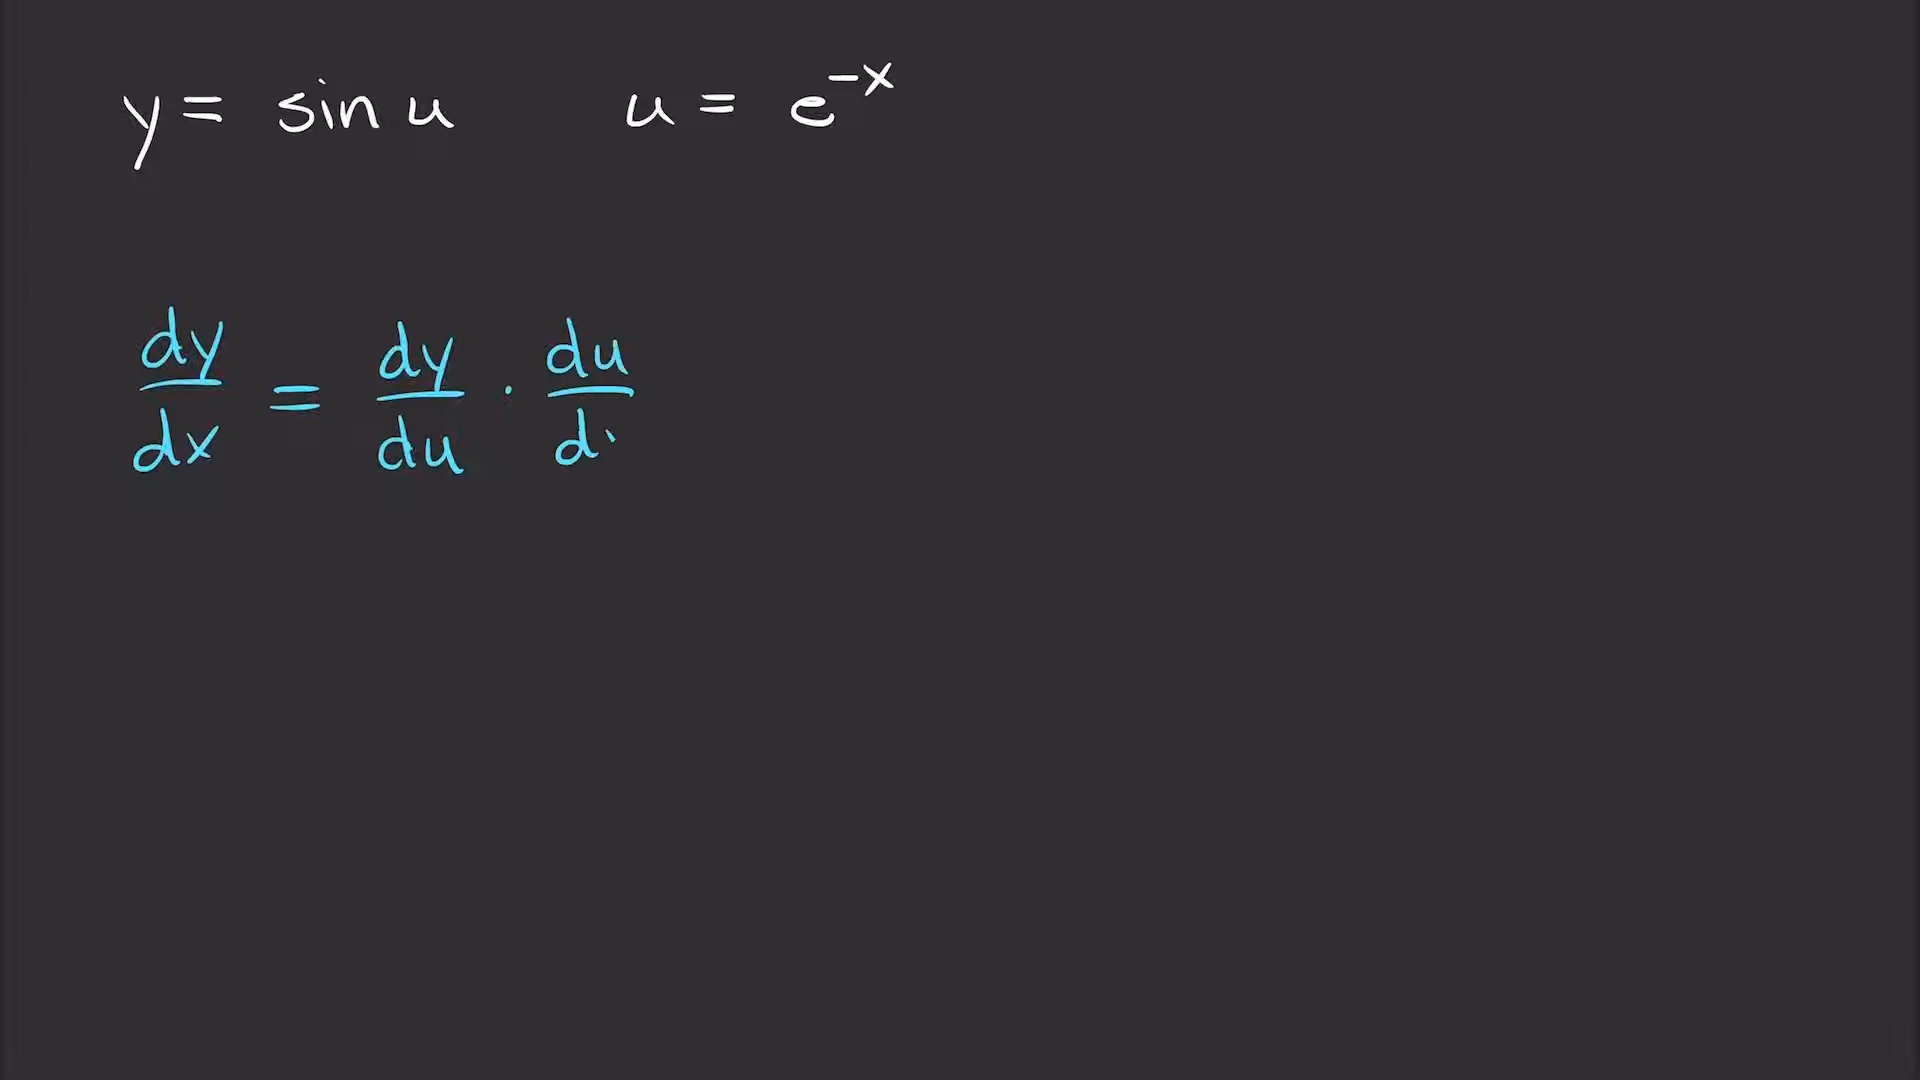 y = sin u u = e^{-x}
dy/dx = dy/du · du/d